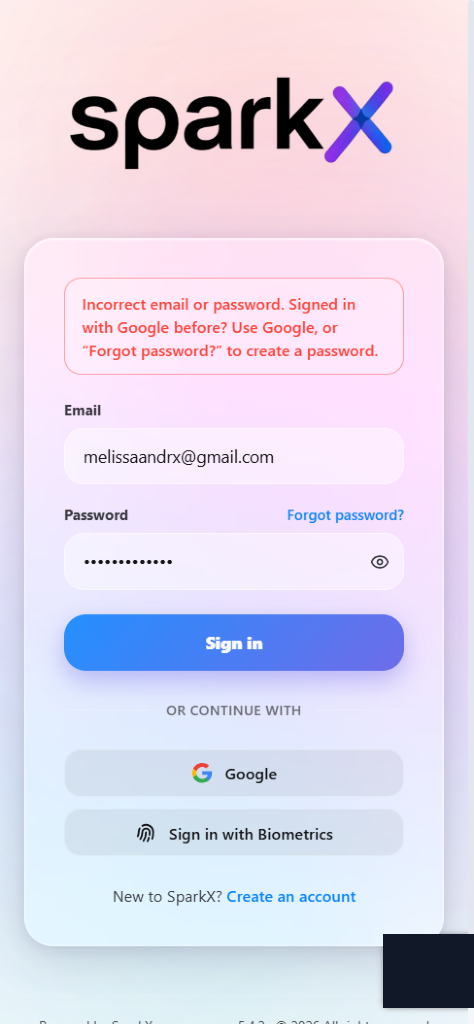 sparkX
Incorrect email or password. Signed in
with Google before? Use Google, or
“Forgot password?” to create a password.
Email
melissaandrx@gmail.com
Password Forgot password?
•••••••••••••
Sign in
OR CONTINUE WITH
Google
Sign in with Biometrics
New to SparkX? Create an account